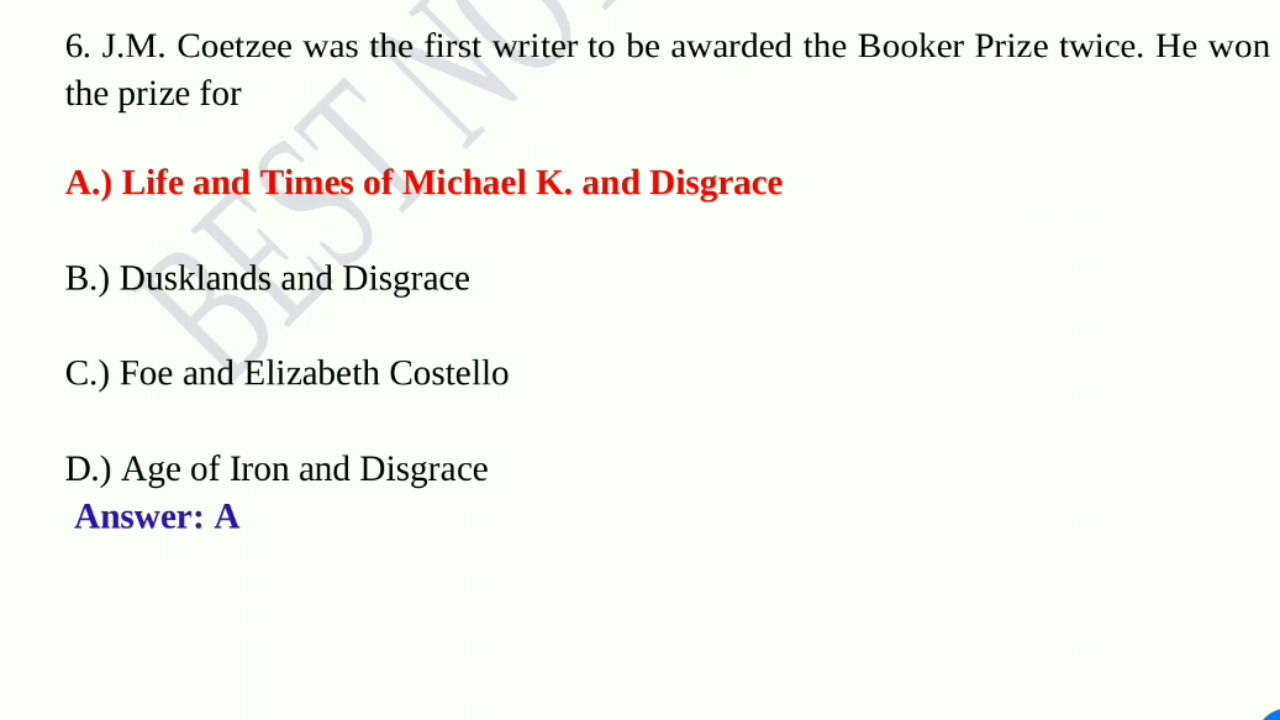 6. J.M. Coetzee was the first writer to be awarded the Booker Prize twice. He won
the prize for
A.) Life and Times of Michael K. and Disgrace
B.) Dusklands and Disgrace
C.) Foe and Elizabeth Costello
D.) Age of Iron and Disgrace
Answer: A
BEST